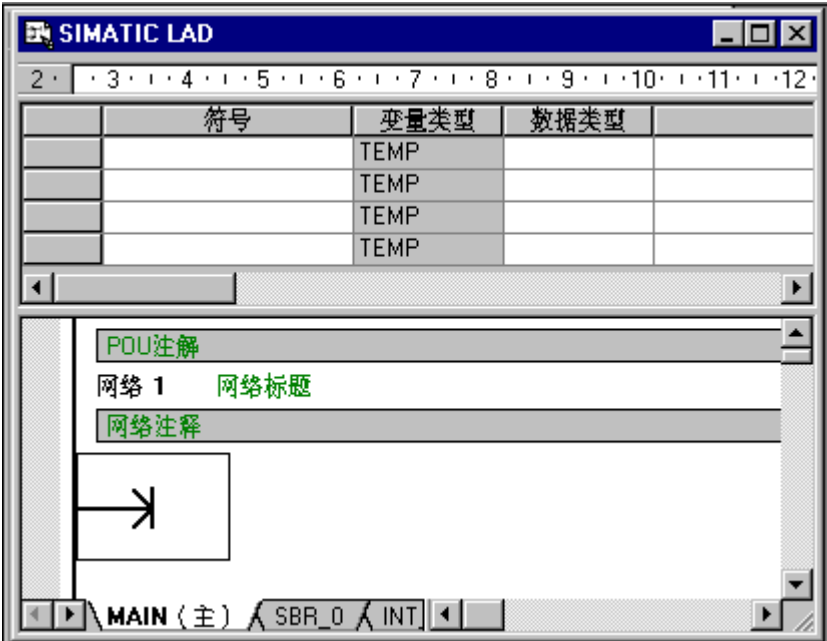 SIMATIC LAD
2 · · 3 · ı · 4 · ı · 5 · ı · 6 · ı · 7 · ı · 8 · ı · 9 · ı · 10 · ı · 11 · ı · 12 ·
符号 变量类型 数据类型
TEMP
TEMP
TEMP
TEMP
POU注解
网络 1 网络标题
网络注释
MAIN（主） SBR_0 INT